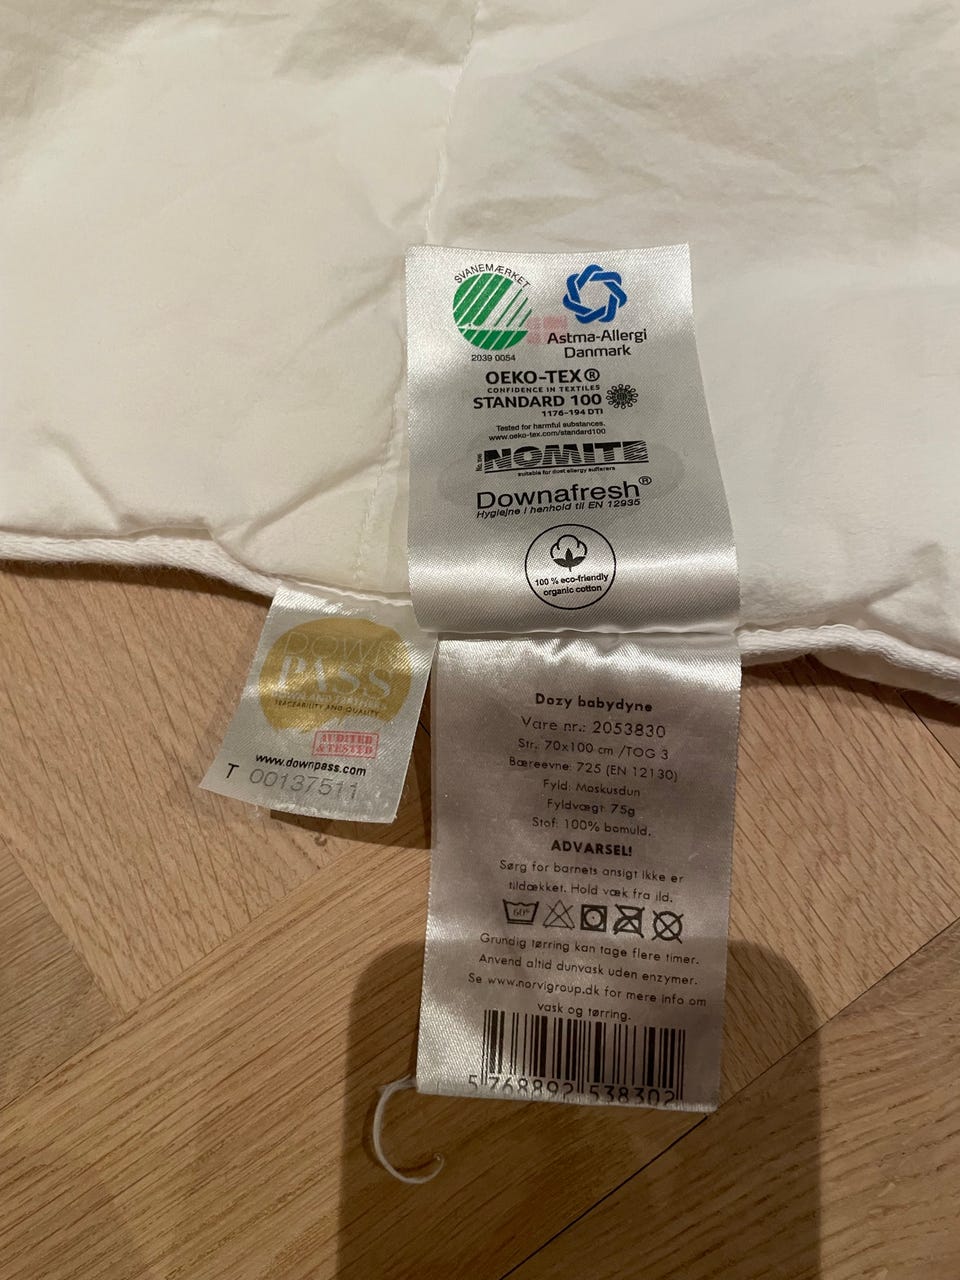 SVANEMÆRKET
2039 0054
Astma-Allergi
Danmark
OEKO-TEX®
CONFIDENCE IN TEXTILES
STANDARD 100
1176-194 DTI
Tested for harmful substances.
www.oeko-tex.com/standard100
NOMITE
suitable for dust allergy sufferers
Downafresh®
Hygiejne i henhold til EN 12935
100 % eco-friendly
organic cotton
DOWN
PASS
TRACEABILITY AND QUALITY
AUDITED
& TESTED
www.downpass.com
T 00137511
Dozy babydyne
Vare nr.: 2053830
Str. 70x100 cm /TOG 3
Bæreevne: 725 (EN 12130)
Fyld: Moskusdun
Fyldvægt 75g
Stof: 100% bomuld.
ADVARSEL!
Sørg for barnets ansigt ikke er
tildækket. Hold væk fra ild.
60°
Grundig tørring kan tage flere timer.
Anvend altid dunvask uden enzymer.
Se www.norvigroup.dk for mere info om
vask og tørring.
5 768892 538302